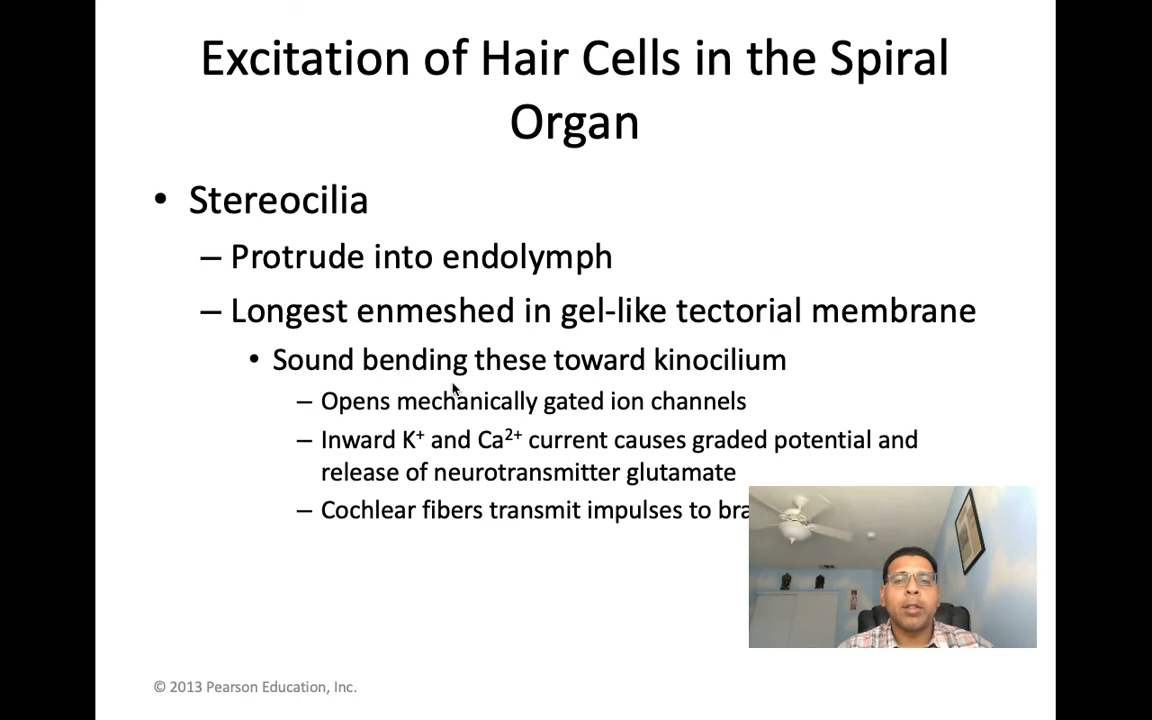 Excitation of Hair Cells in the Spiral
Organ
• Stereocilia
– Protrude into endolymph
– Longest enmeshed in gel-like tectorial membrane
• Sound bending these toward kinocilium
– Opens mechanically gated ion channels
– Inward K⁺ and Ca²⁺ current causes graded potential and
release of neurotransmitter glutamate
– Cochlear fibers transmit impulses to
© 2013 Pearson Education, Inc.